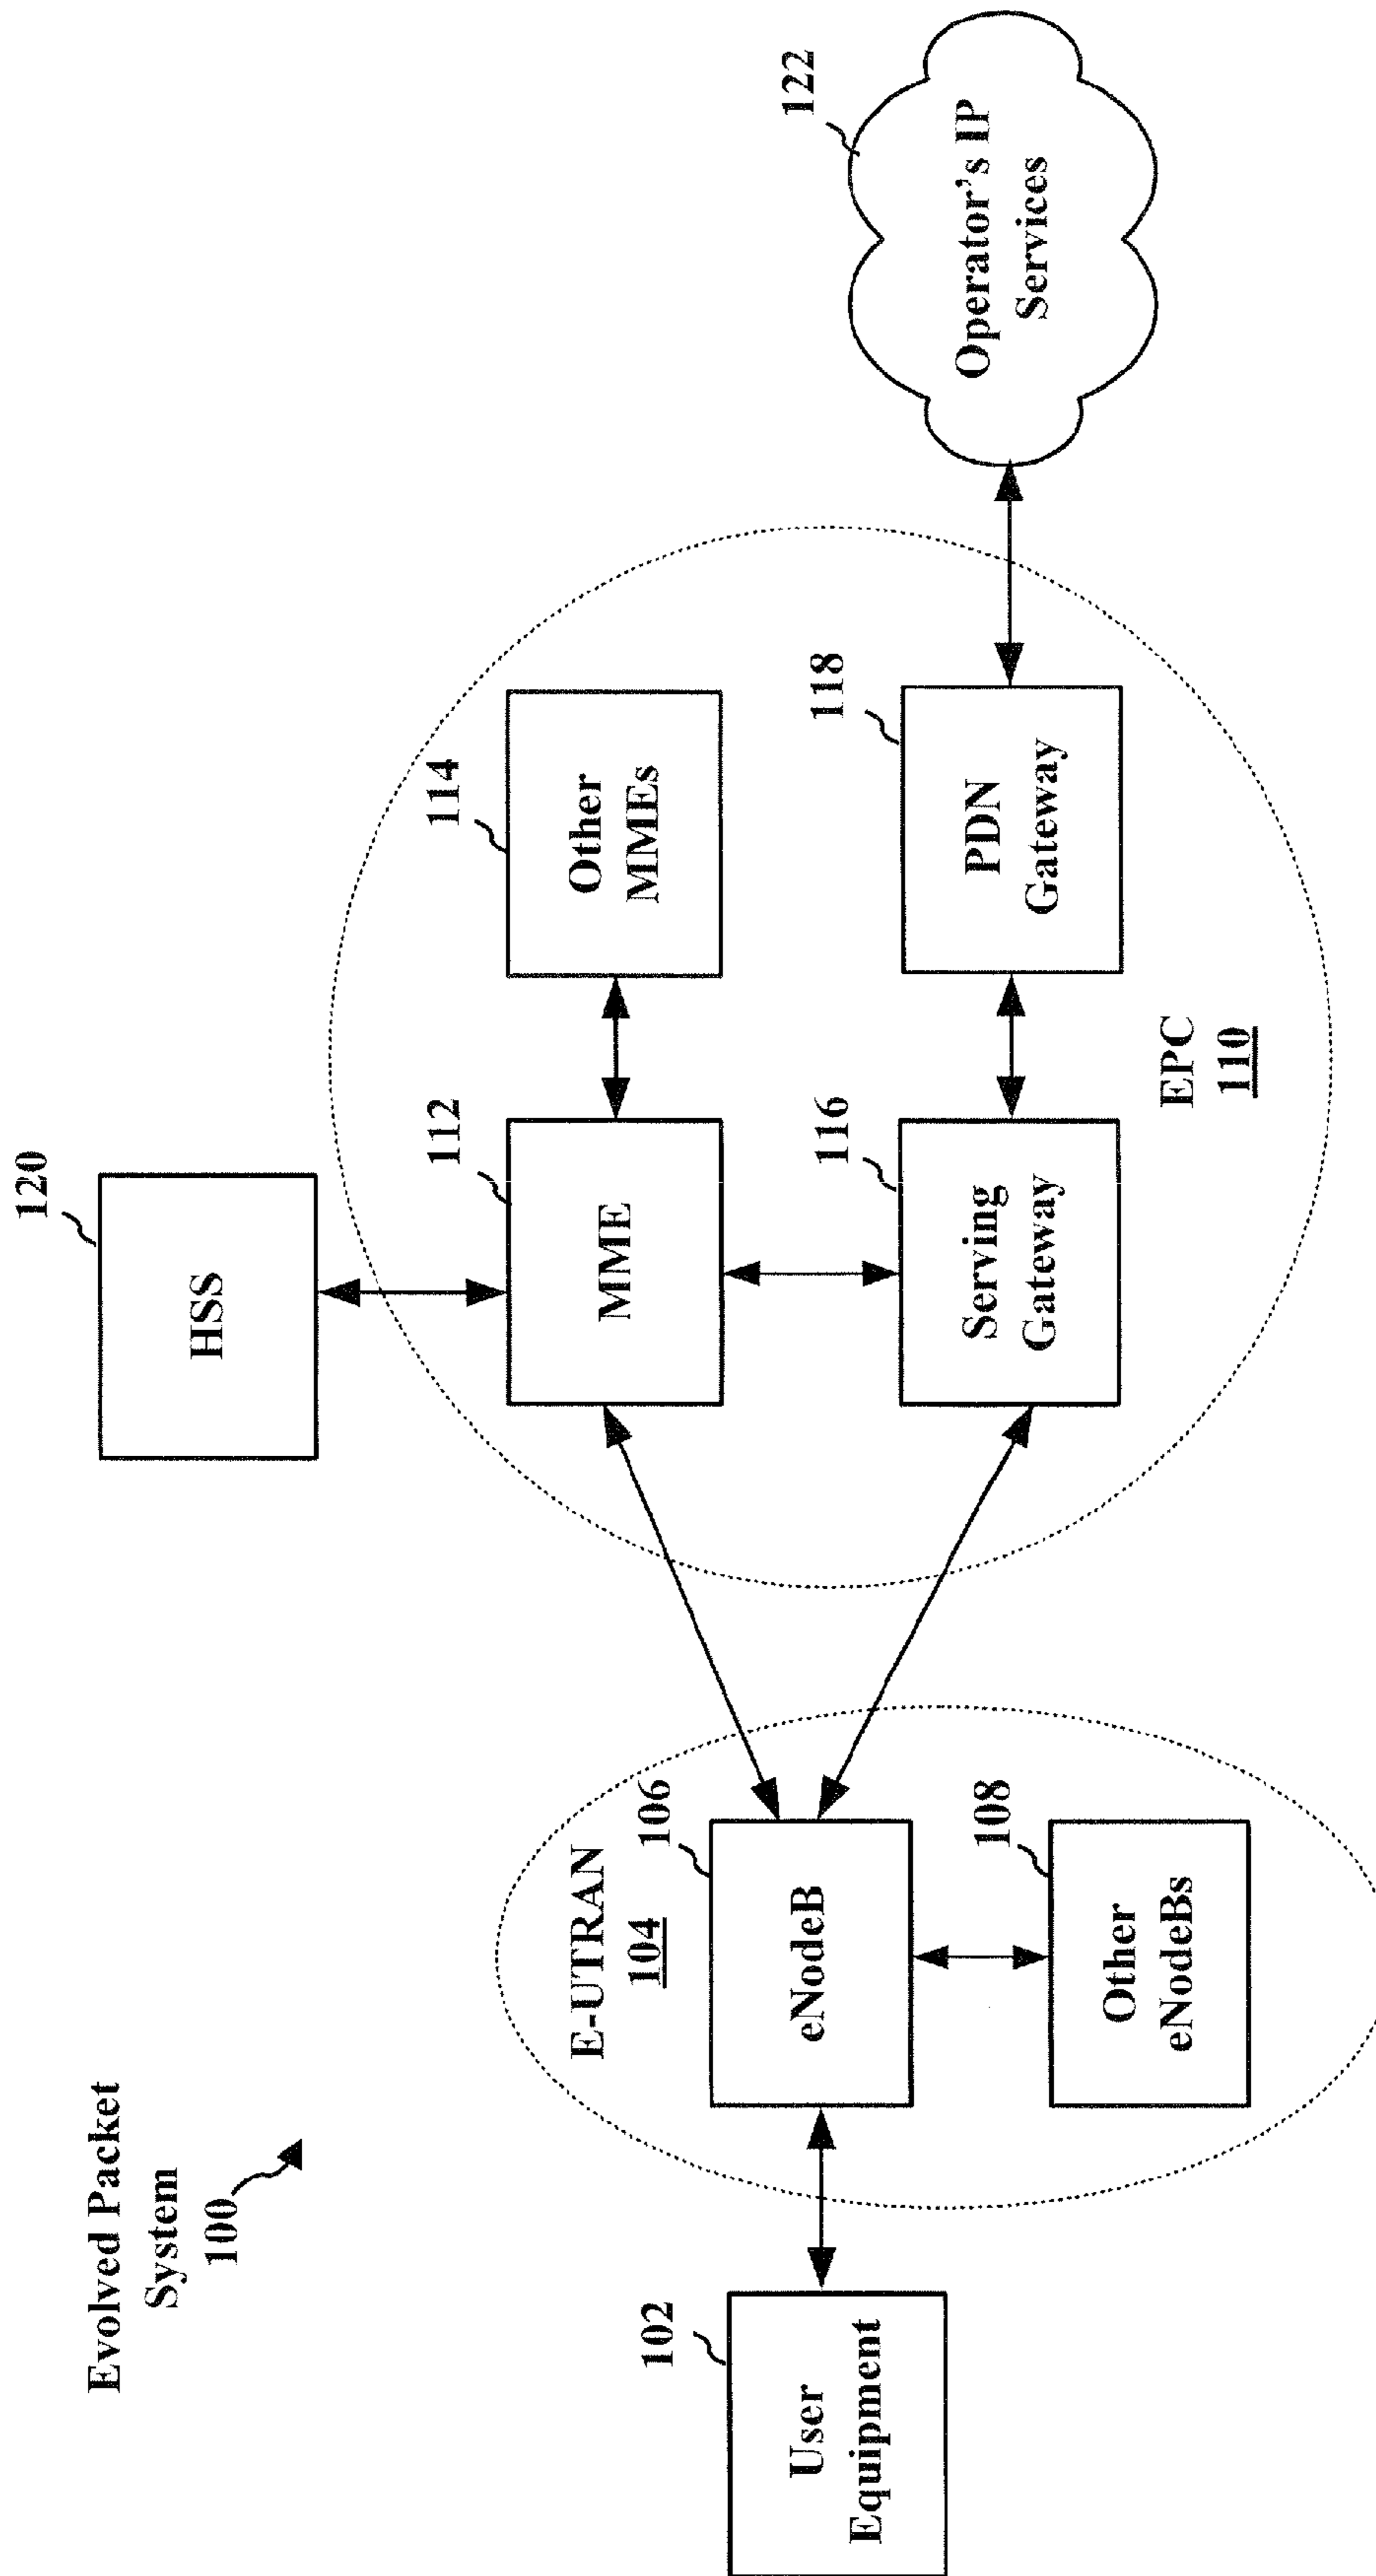 Evolved Packet
System
100
120
HSS
E-UTRAN
104
102
User
Equipment
106
eNodeB
108
Other
eNodeBs
112
MME
114
Other
MMEs
116
Serving
Gateway
118
PDN
Gateway
EPC
110
122
Operator's IP
Services